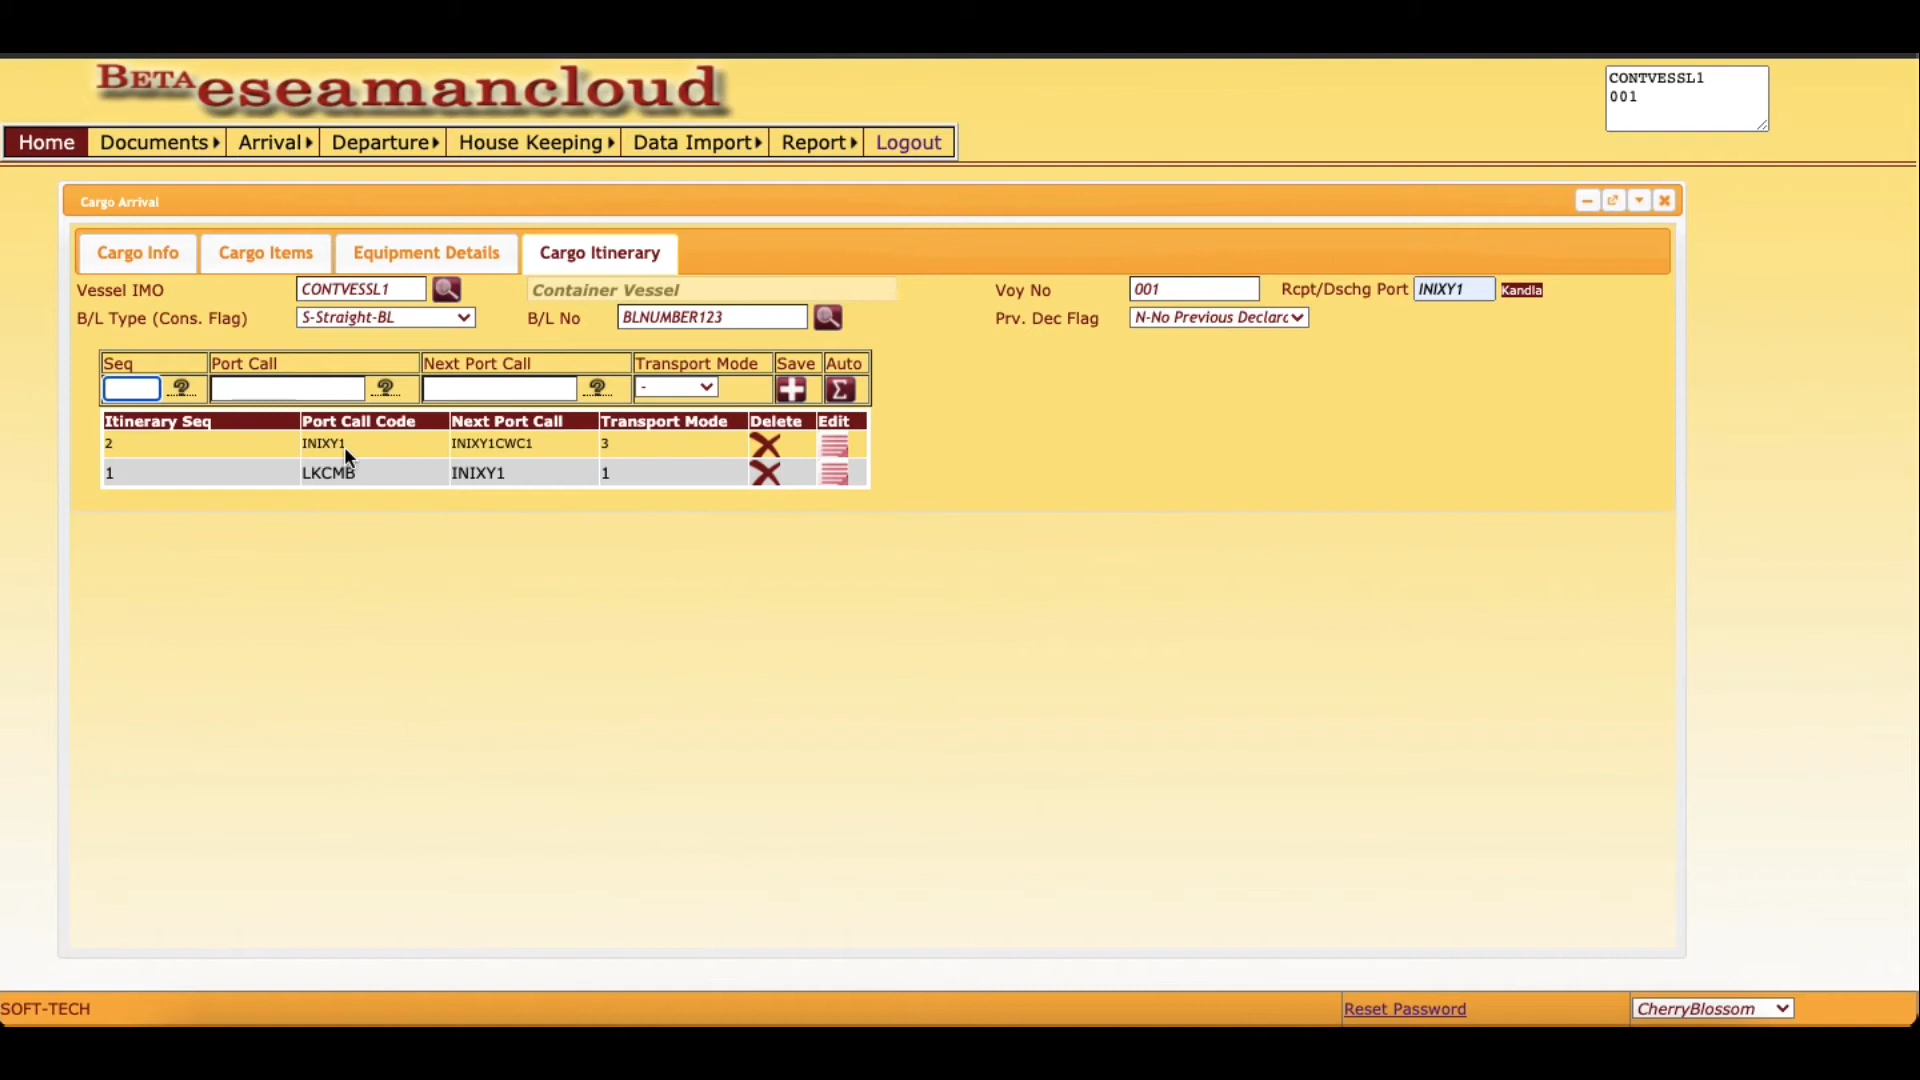 BETA eseamancloud
CONTVESSL1
001
Home Documents Arrival Departure House Keeping Data Import Report Logout
Cargo Arrival
Cargo Info Cargo Items Equipment Details Cargo Itinerary
Vessel IMO CONTVESSL1 Container Vessel Voy No 001 Rcpt/Dschg Port INIXY1 Kandla
B/L Type (Cons. Flag) S-Straight-BL B/L No BLNUMBER123 Prv. Dec Flag N-No Previous Declarc
Seq Port Call Next Port Call Transport Mode Save Auto
? ? ? - Σ
Itinerary Seq Port Call Code Next Port Call Transport Mode Delete Edit
2 INIXY1 INIXY1CWC1 3
1 LKCMB INIXY1 1
SOFT-TECH Reset Password CherryBlossom